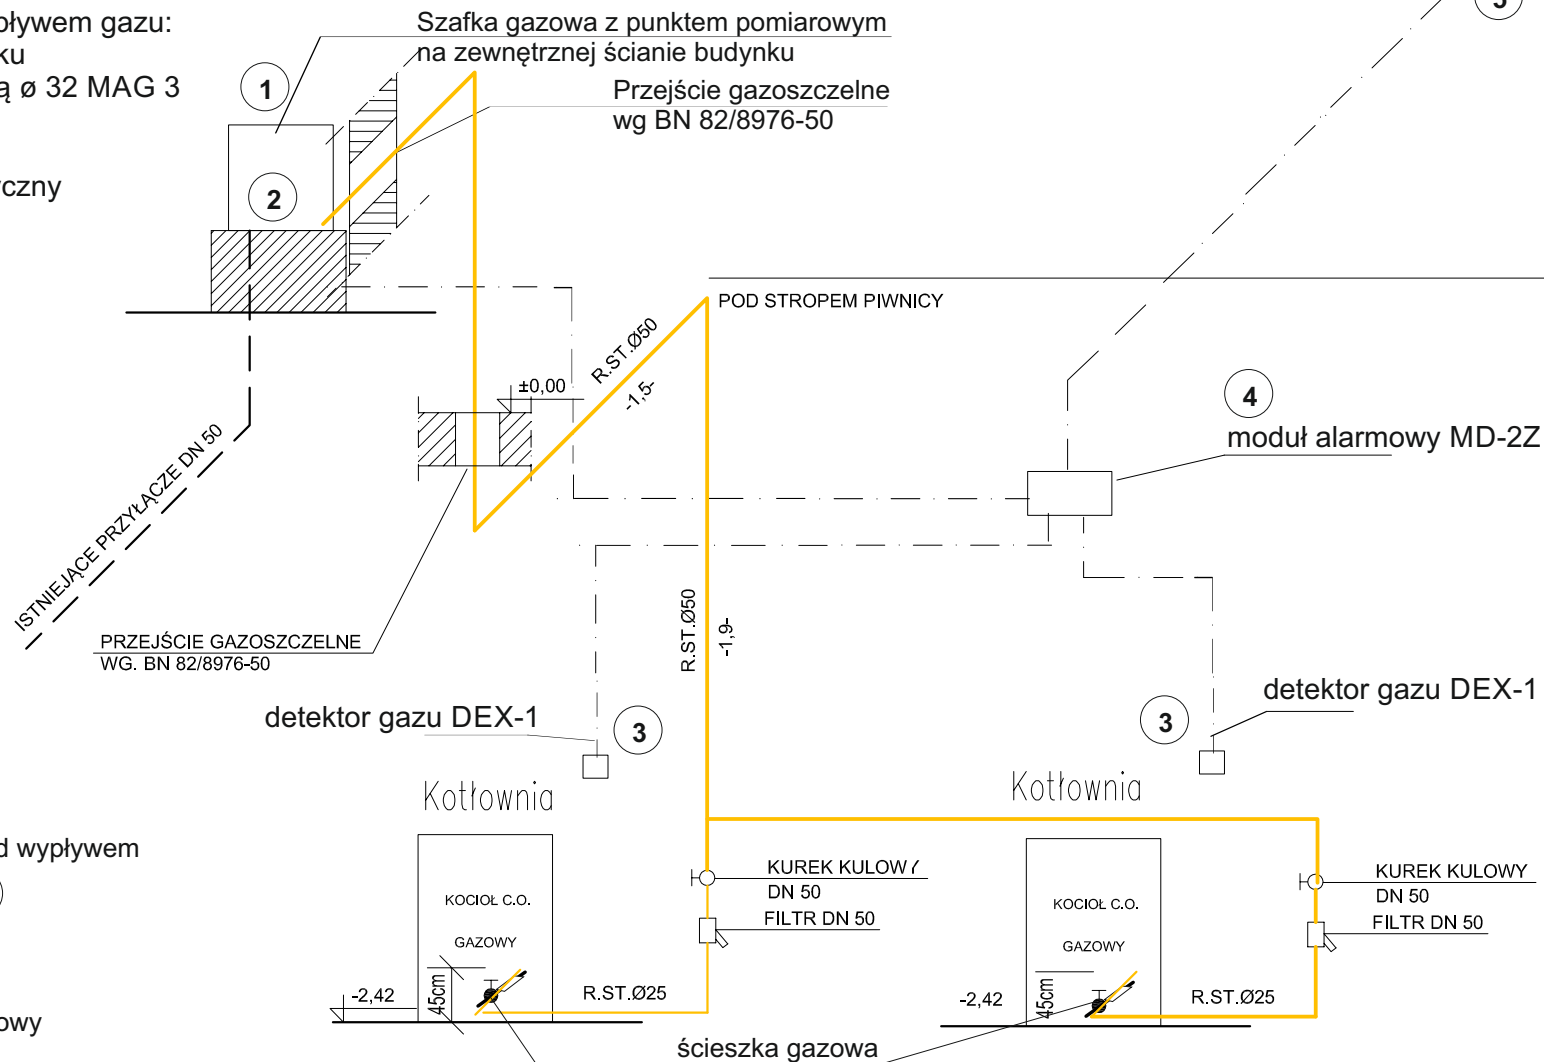 pływem gazu:
ku
ą ø 32 MAG 3
yczny
Szafka gazowa z punktem pomiarowym
na zewnętrznej ścianie budynku
Przejście gazoszczelne
wg BN 82/8976-50
1
2
5
POD STROPEM PIWNICY
R.ST.Ø50
-1,5-
±0,00
4
moduł alarmowy MD-2Z
ISTNIEJĄCE PRZYŁĄCZE DN 50
PRZEJŚCIE GAZOSZCZELNE
WG. BN 82/8976-50
R.ST.Ø50
-1,9-
detektor gazu DEX-1
3
3
detektor gazu DEX-1
Kotłownia
Kotłownia
d wypływem
KOCIOŁ C.O.
GAZOWY
45cm
-2,42
R.ST.Ø25
KUREK KULOWY
DN 50
FILTR DN 50
KOCIOŁ C.O.
GAZOWY
45cm
-2,42
R.ST.Ø25
KUREK KULOWY
DN 50
FILTR DN 50
owy
ścieszka gazowa